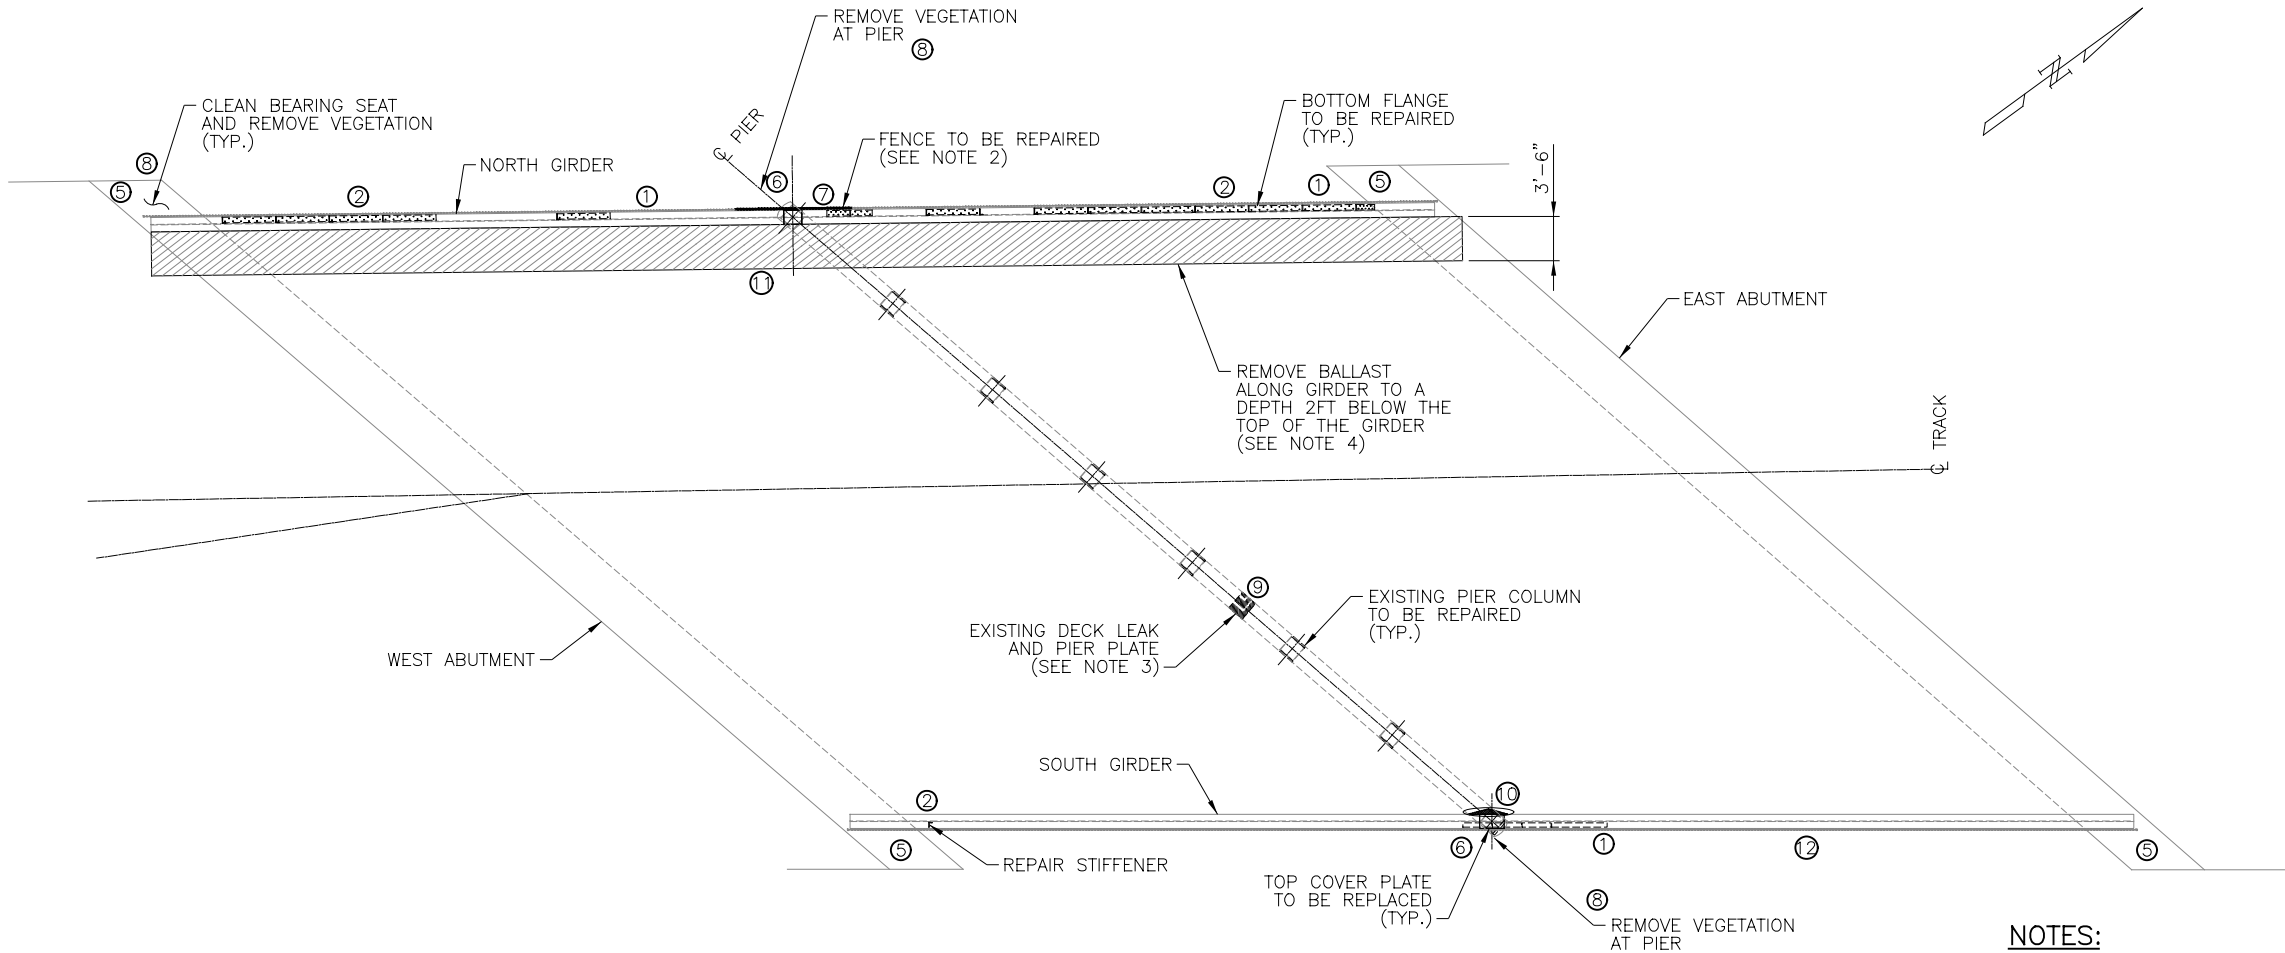 REMOVE VEGETATION
AT PIER
⑧
CLEAN BEARING SEAT
AND REMOVE VEGETATION
(TYP.)
⑧
⑤
②
NORTH GIRDER
①
℄ PIER
⑥
⑦
FENCE TO BE REPAIRED
(SEE NOTE 2)
②
BOTTOM FLANGE
TO BE REPAIRED
(TYP.)
①
⑤
3'-6"
N
⑪
EAST ABUTMENT
REMOVE BALLAST
ALONG GIRDER TO A
DEPTH 2FT BELOW THE
TOP OF THE GIRDER
(SEE NOTE 4)
℄ TRACK
⑨
EXISTING PIER COLUMN
TO BE REPAIRED
(TYP.)
EXISTING DECK LEAK
AND PIER PLATE
(SEE NOTE 3)
WEST ABUTMENT
SOUTH GIRDER
②
⑩
⑤
REPAIR STIFFENER
⑥
①
⑫
⑤
TOP COVER PLATE
TO BE REPLACED
(TYP.)
⑧
REMOVE VEGETATION
AT PIER
NOTES: